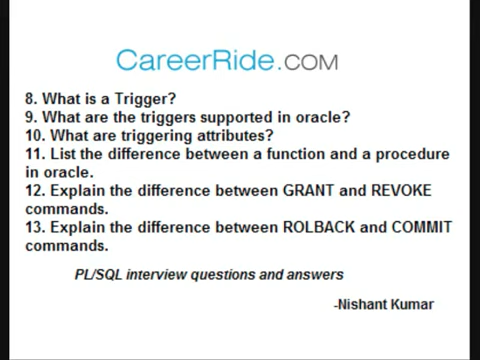 CareerRide.COM
8. What is a Trigger?
9. What are the triggers supported in oracle?
10. What are triggering attributes?
11. List the difference between a function and a procedure
in oracle.
12. Explain the difference between GRANT and REVOKE
commands.
13. Explain the difference between ROLBACK and COMMIT
commands.
PL/SQL interview questions and answers
-Nishant Kumar